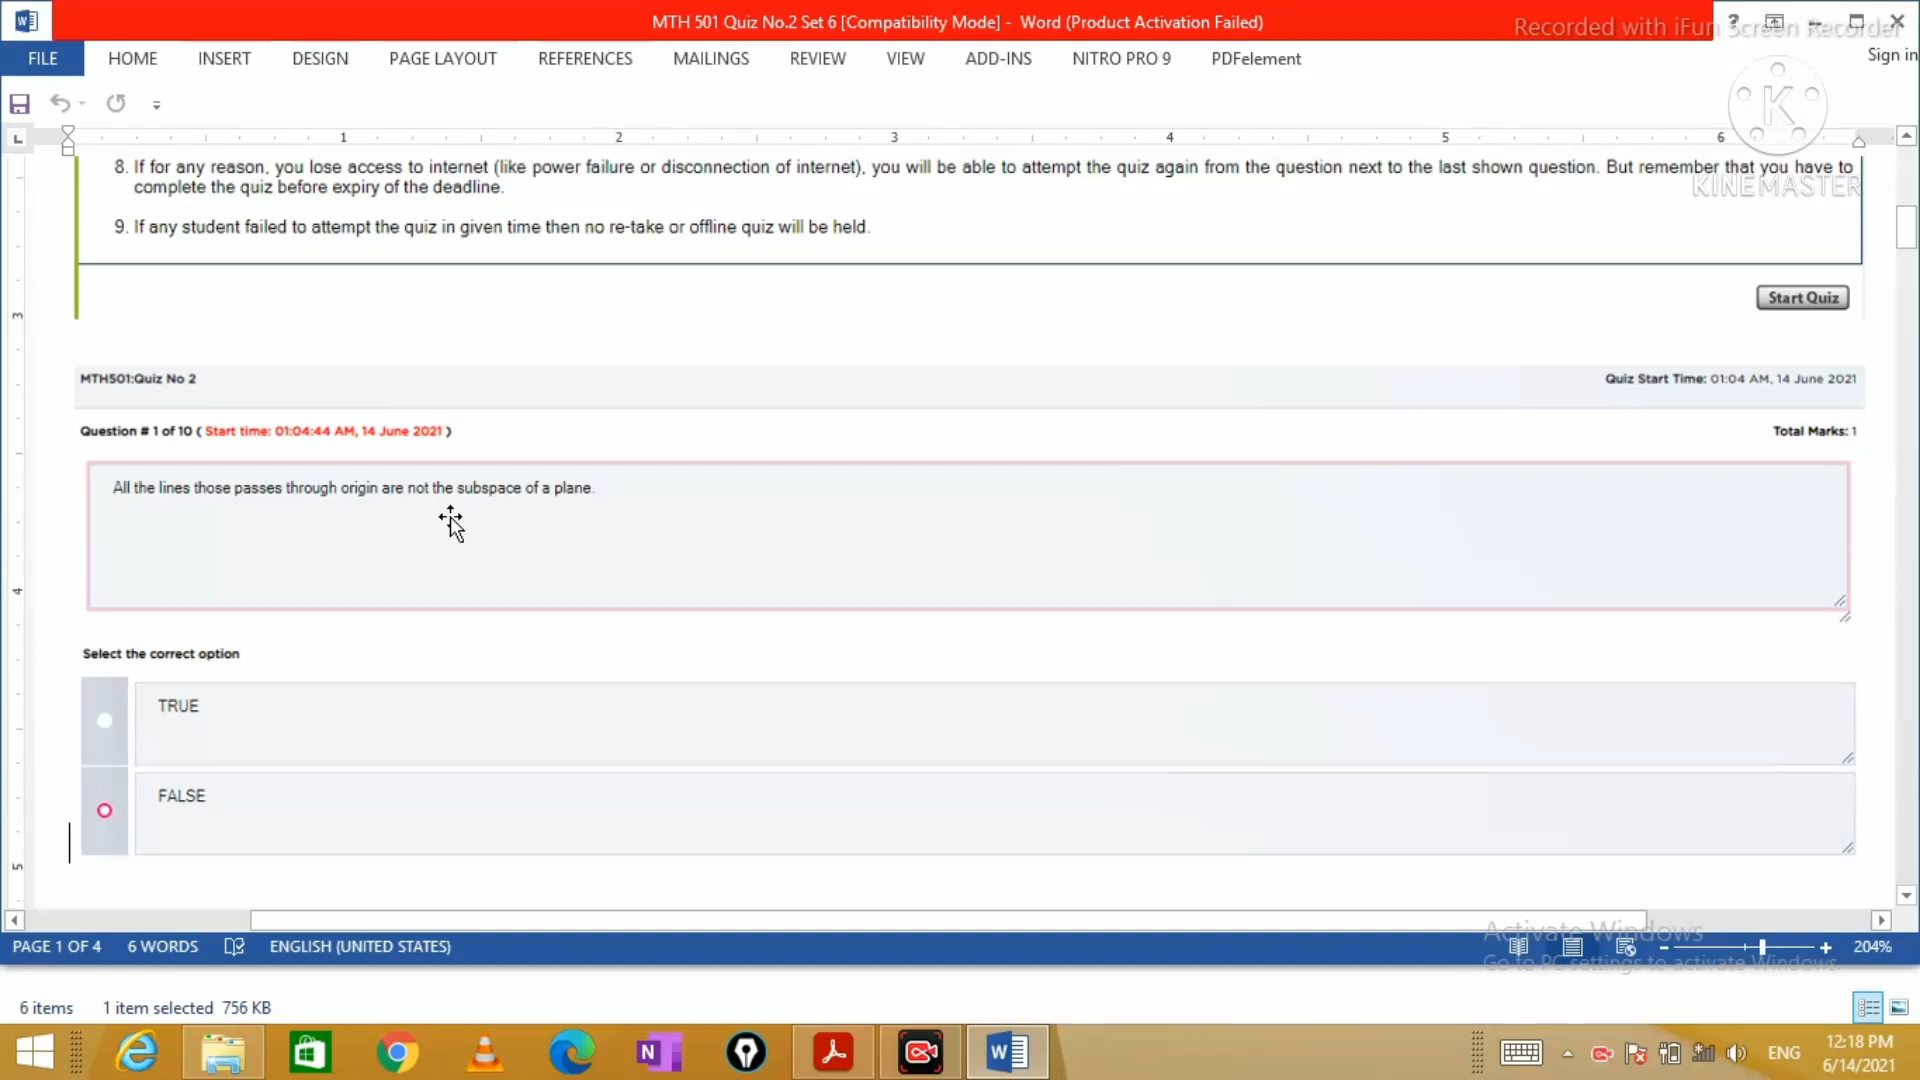 MTH 501 Quiz No.2 Set 6 [Compatibility Mode] - Word (Product Activation Failed)
Recorded with iFun Screen Recorder
FILE HOME INSERT DESIGN PAGE LAYOUT REFERENCES MAILINGS REVIEW VIEW ADD-INS NITRO PRO 9 PDFelement Sign in
1 2 3 4 5 6
8. If for any reason, you lose access to internet (like power failure or disconnection of internet), you will be able to attempt the quiz again from the question next to the last shown question. But remember that you have to
complete the quiz before expiry of the deadline.
KINEMASTER
9. If any student failed to attempt the quiz in given time then no re-take or offline quiz will be held.
Start Quiz
3
MTH501:Quiz No 2 Quiz Start Time: 01:04 AM, 14 June 2021
Question # 1 of 10 ( Start time: 01:04:44 AM, 14 June 2021 ) Total Marks: 1
All the lines those passes through origin are not the subspace of a plane.
4
Select the correct option
TRUE
FALSE
5
Activate Windows
PAGE 1 OF 4 6 WORDS ENGLISH (UNITED STATES) 204%
Go to PC settings to activate Windows.
6 items 1 item selected 756 KB
ENG 12:18 PM
6/14/2021